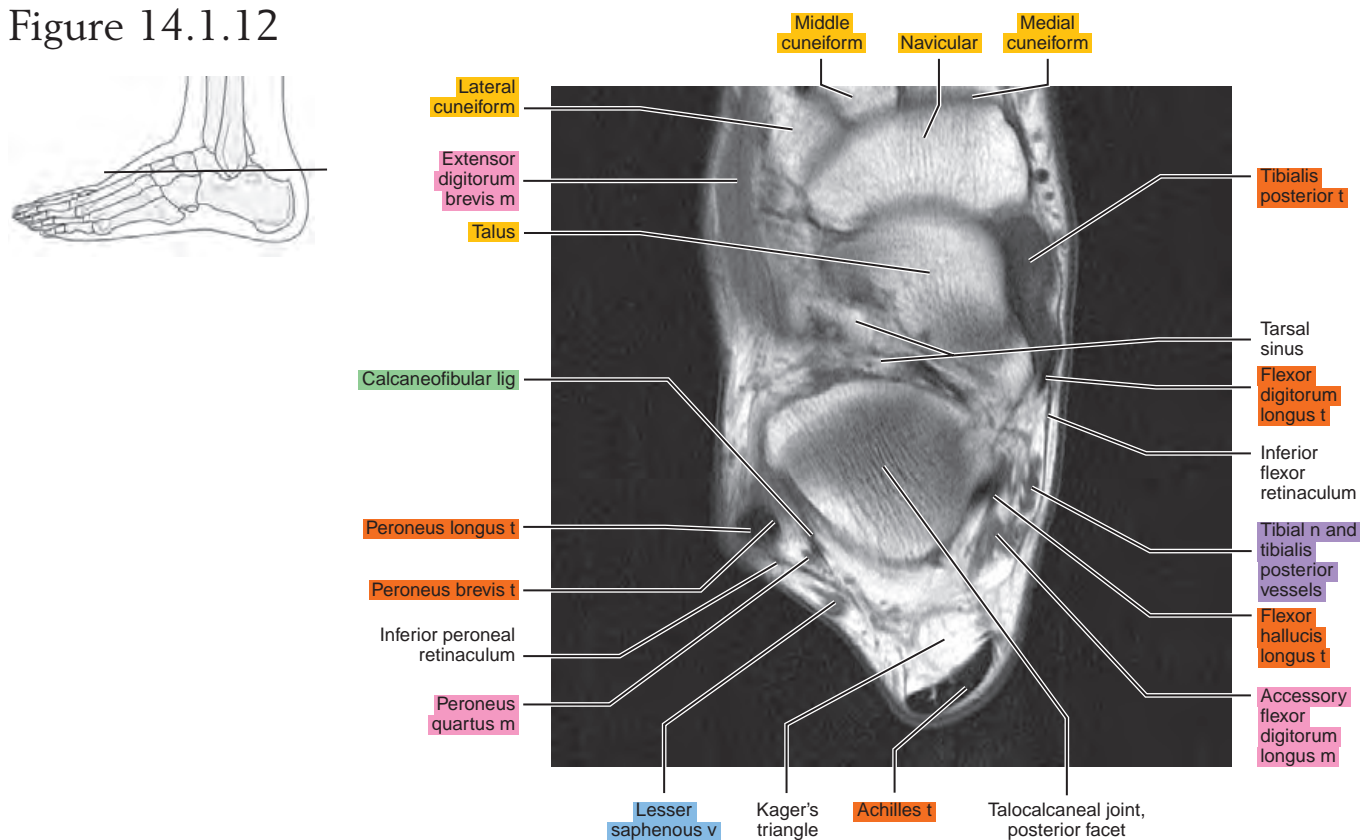 Figure 14.1.12
Middle
cuneiform
Navicular
Medial
cuneiform
Lateral
cuneiform
Extensor
digitorum
brevis m
Talus
Calcaneofibular lig
Peroneus longus t
Peroneus brevis t
Inferior peroneal
retinaculum
Peroneus
quartus m
Tibialis
posterior t
Tarsal
sinus
Flexor
digitorum
longus t
Inferior
flexor
retinaculum
Tibial n and
tibialis
posterior
vessels
Flexor
hallucis
longus t
Accessory
flexor
digitorum
longus m
Lesser
saphenous v
Kager's
triangle
Achilles t
Talocalcaneal joint,
posterior facet